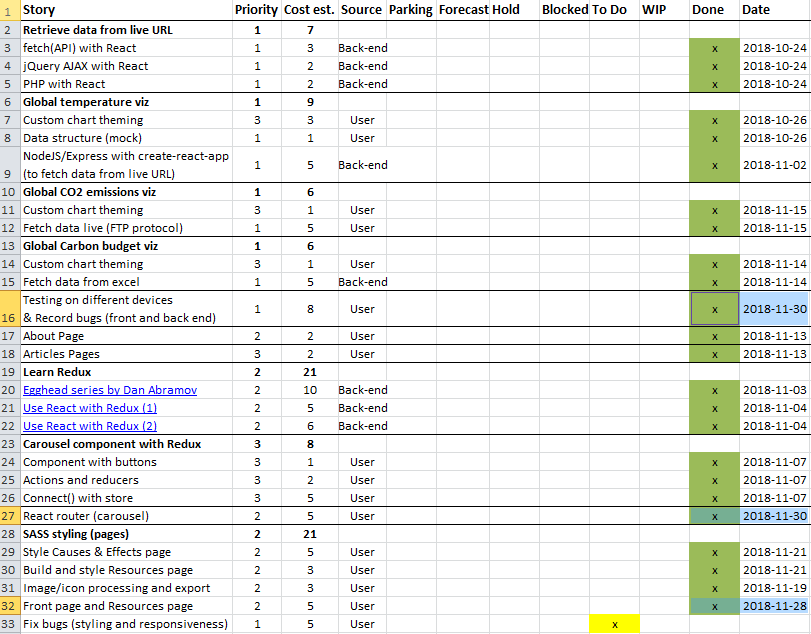 1 Story Priority Cost est. Source Parking Forecast Hold Blocked To Do WIP Done Date
2 Retrieve data from live URL 1 7
3 fetch(API) with React 1 3 Back-end x 2018-10-24
4 jQuery AJAX with React 1 2 Back-end x 2018-10-24
5 PHP with React 1 2 Back-end x 2018-10-24
6 Global temperature viz 1 9
7 Custom chart theming 3 3 User x 2018-10-26
8 Data structure (mock) 1 1 User x 2018-10-26
NodeJS/Express with create-react-app
9 (to fetch data from live URL) 1 5 Back-end x 2018-11-02
10 Global CO2 emissions viz 1 6
11 Custom chart theming 3 1 User x 2018-11-15
12 Fetch data live (FTP protocol) 1 5 User x 2018-11-15
13 Global Carbon budget viz 1 6
14 Custom chart theming 3 1 User x 2018-11-14
15 Fetch data from excel 1 5 Back-end x 2018-11-14
Testing on different devices
16 & Record bugs (front and back end) 1 8 User x 2018-11-30
17 About Page 2 2 User x 2018-11-13
18 Articles Pages 3 2 User x 2018-11-13
19 Learn Redux 2 21
20 Egghead series by Dan Abramov 2 10 Back-end x 2018-11-03
21 Use React with Redux (1) 2 5 Back-end x 2018-11-04
22 Use React with Redux (2) 2 6 Back-end x 2018-11-04
23 Carousel component with Redux 3 8
24 Component with buttons 3 1 User x 2018-11-07
25 Actions and reducers 3 2 User x 2018-11-07
26 Connect() with store 3 5 User x 2018-11-07
27 React router (carousel) 2 5 User x 2018-11-30
28 SASS styling (pages) 2 21
29 Style Causes & Effects page 2 5 User x 2018-11-21
30 Build and style Resources page 2 3 User x 2018-11-21
31 Image/icon processing and export 2 3 User x 2018-11-19
32 Front page and Resources page 2 5 User x 2018-11-28
33 Fix bugs (styling and responsiveness) 1 5 User x